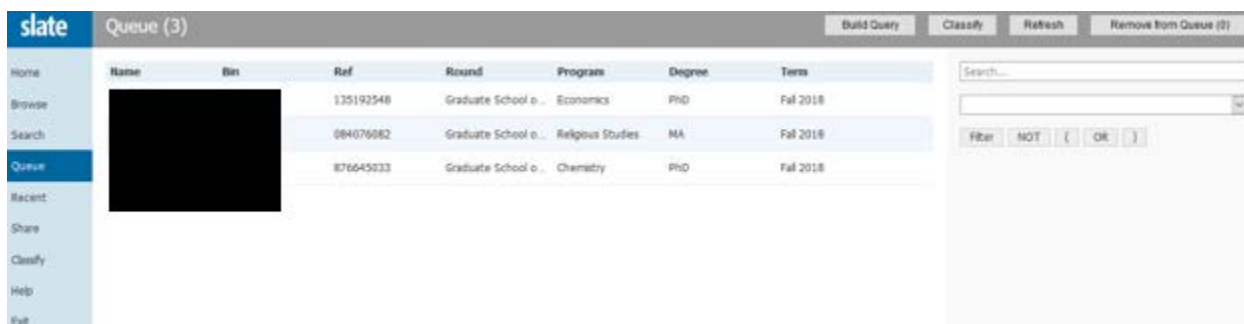 slate Queue (3) Build Query Classify Refresh Remove from Queue (0)
Home
Browse
Search
Queue
Recent
Share
Classify
Help
Exit
Name Bin Ref Round Program Degree Term
135192548 Graduate School o... Economics PhD Fall 2018
084076082 Graduate School o... Religious Studies MA Fall 2018
876645033 Graduate School o... Chemistry PhD Fall 2018
Search...
Filter NOT ( OR )